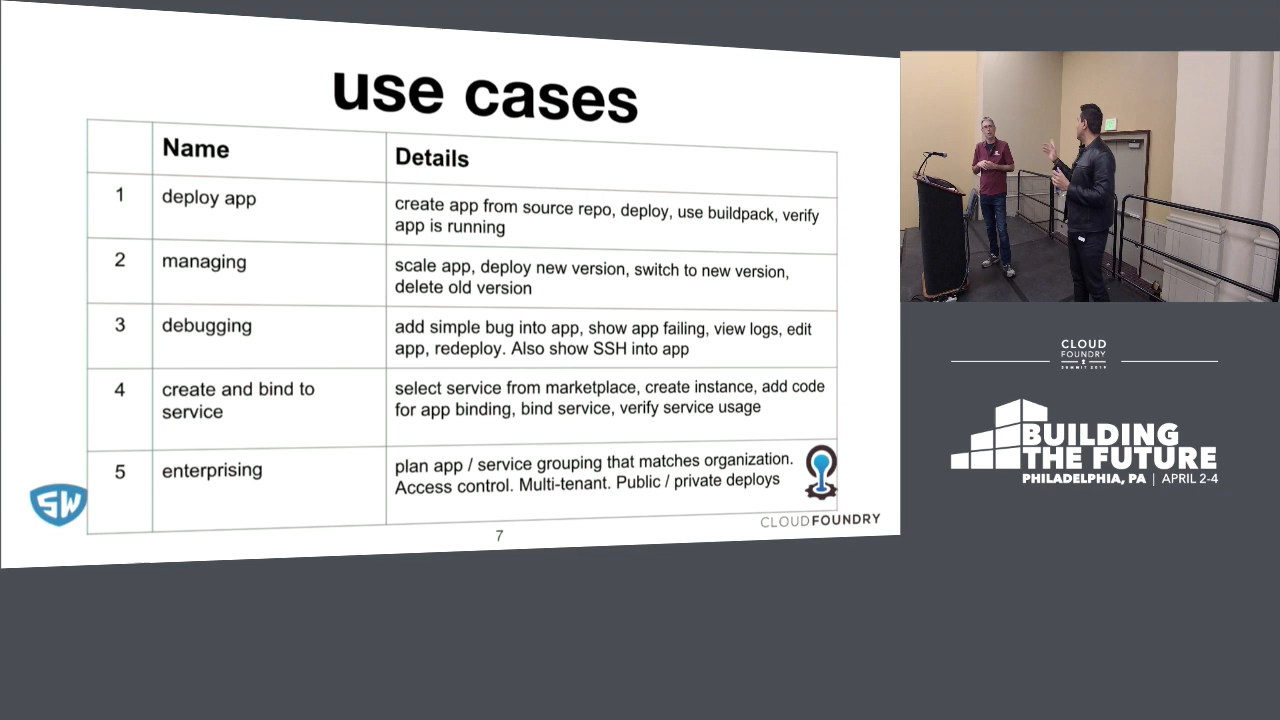 use cases
Name
Details
1
deploy app
create app from source repo, deploy, use buildpack, verify
app is running
2
managing
scale app, deploy new version, switch to new version,
delete old version
3
debugging
add simple bug into app, show app failing, view logs, edit
app, redeploy. Also show SSH into app
4
create and bind to
service
select service from marketplace, create instance, add code
for app binding, bind service, verify service usage
5
enterprising
plan app / service grouping that matches organization.
Access control. Multi-tenant. Public / private deploys
SW
7
CLOUDFOUNDRY
CLOUD
FOUNDRY
SUMMIT 2019
BUILDING
THE FUTURE
PHILADELPHIA, PA | APRIL 2-4